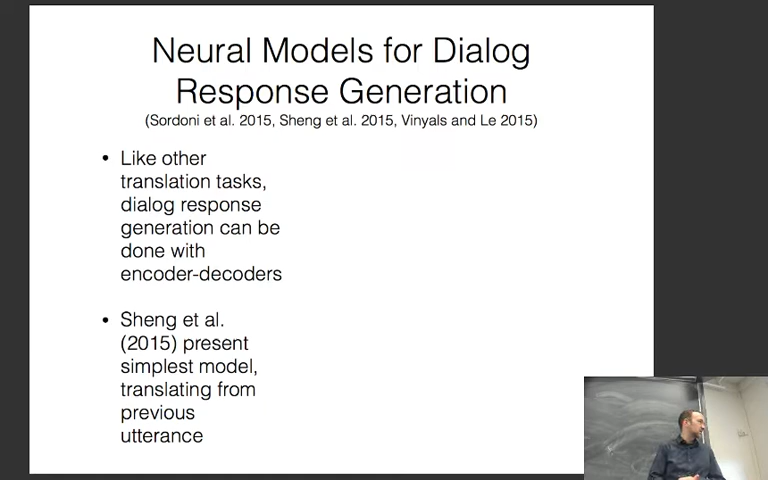 Neural Models for Dialog
Response Generation
(Sordoni et al. 2015, Sheng et al. 2015, Vinyals and Le 2015)
• Like other
translation tasks,
dialog response
generation can be
done with
encoder-decoders
• Sheng et al.
(2015) present
simplest model,
translating from
previous
utterance